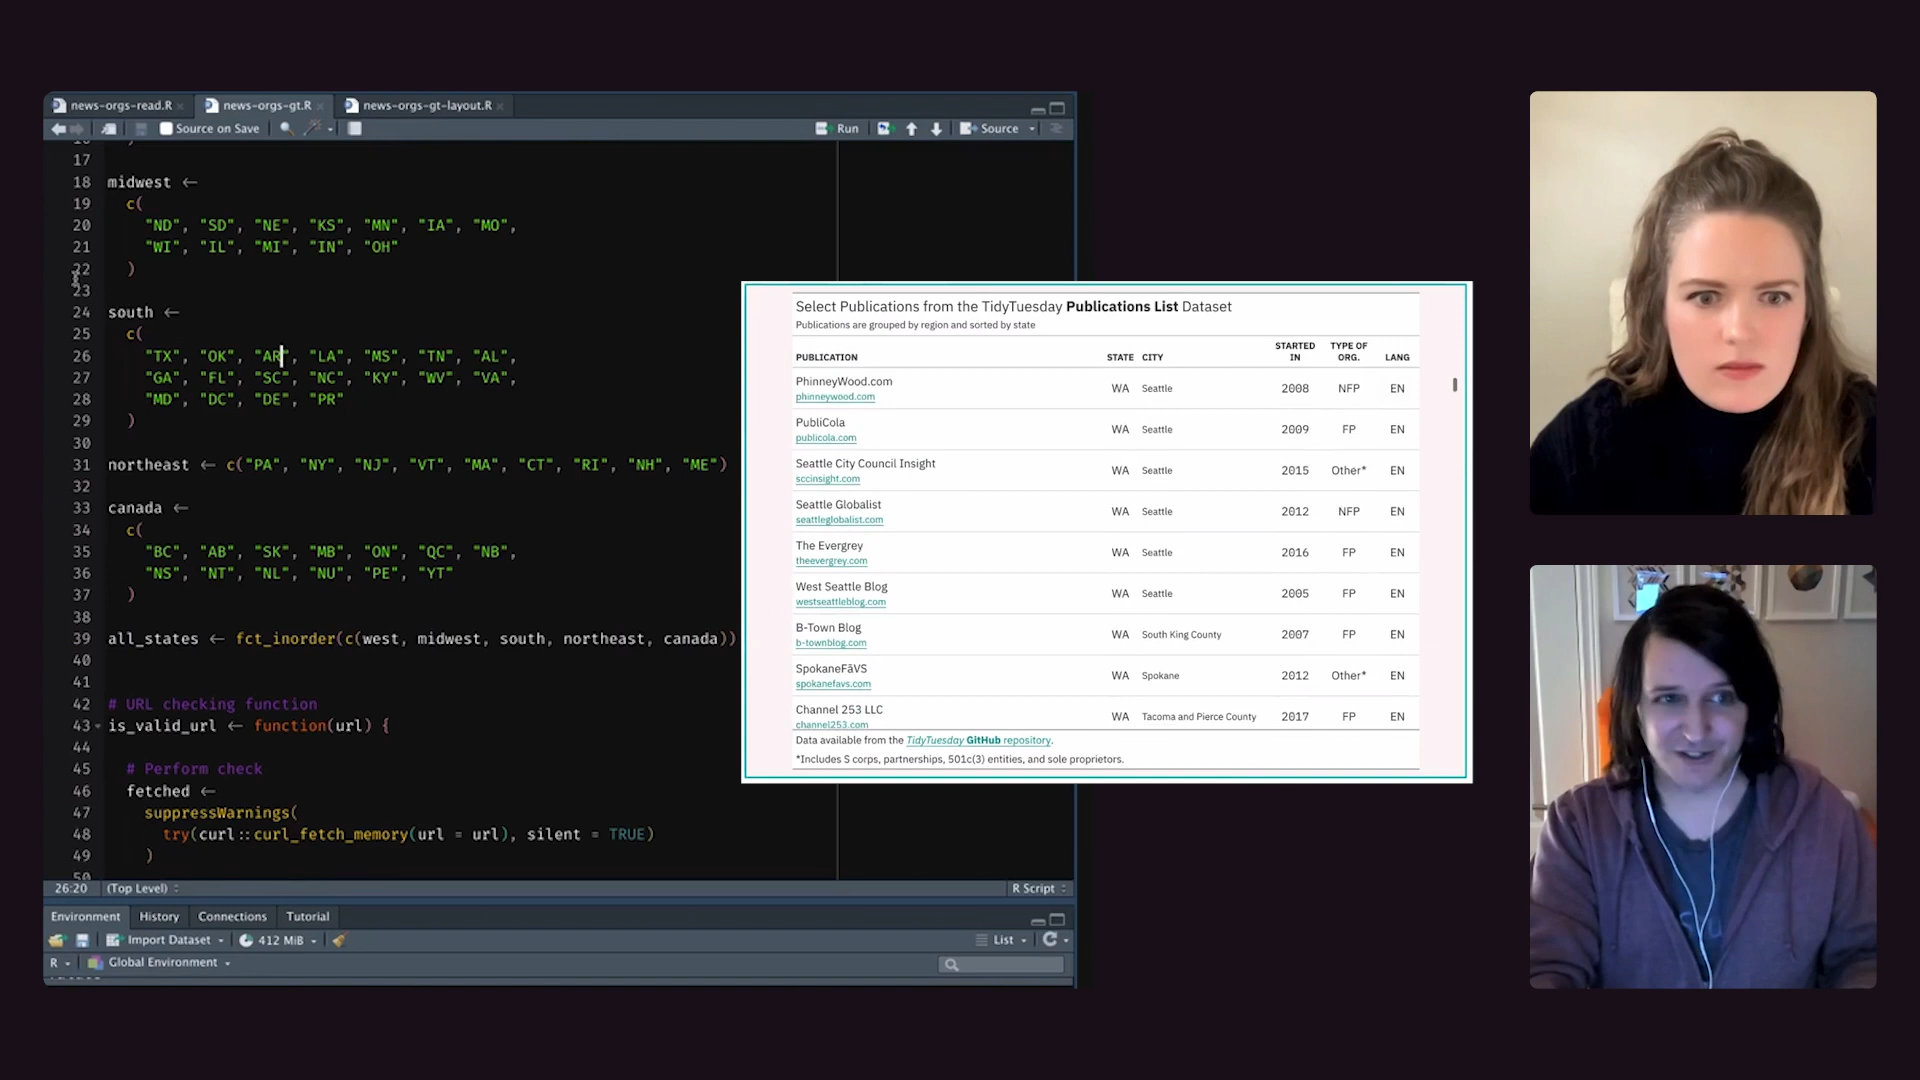 news-orgs-read.R
news-orgs-gt.R
news-orgs-gt-layout.R
Source on Save
Run
Source
17
18 midwest ←
19 c(
20 "ND", "SD", "NE", "KS", "MN", "IA", "MO",
21 "WI", "IL", "MI", "IN", "OH"
22 )
23
24 south ←
25 c(
26 "TX", "OK", "AR", "LA", "MS", "TN", "AL",
27 "GA", "FL", "SC", "NC", "KY", "WV", "VA",
28 "MD", "DC", "DE", "PR"
29 )
30
31 northeast ← c("PA", "NY", "NJ", "VT", "MA", "CT", "RI", "NH", "ME")
32
33 canada ←
34 c(
35 "BC", "AB", "SK", "MB", "ON", "QC", "NB",
36 "NS", "NT", "NL", "NU", "PE", "YT"
37 )
38
39 all_states ← fct_inorder(c(west, midwest, south, northeast, canada))
40
41
42 # URL checking function
43 is_valid_url ← function(url) {
44
45 # Perform check
46 fetched ←
47 suppressWarnings(
48 try(curl::curl_fetch_memory(url = url), silent = TRUE)
49 )
50
26:20 (Top Level) R Script
Environment History Connections Tutorial
Import Dataset 412 MiB List
R Global Environment
Select Publications from the TidyTuesday Publications List Dataset
Publications are grouped by region and sorted by state
PUBLICATION STATE CITY STARTED IN TYPE OF ORG. LANG
PhinneyWood.com WA Seattle 2008 NFP EN
phinneywood.com
PubliCola WA Seattle 2009 FP EN
publicola.com
Seattle City Council Insight WA Seattle 2015 Other* EN
sccinsight.com
Seattle Globalist WA Seattle 2012 NFP EN
seattleglobalist.com
The Evergrey WA Seattle 2016 FP EN
theevergrey.com
West Seattle Blog WA Seattle 2005 FP EN
westseattleblog.com
B-Town Blog WA South King County 2007 FP EN
b-townblog.com
SpokaneFāVS WA Spokane 2012 Other* EN
spokanefavs.com
Channel 253 LLC WA Tacoma and Pierce County 2017 FP EN
channel253.com
Data available from the TidyTuesday GitHub repository.
*Includes S corps, partnerships, 501c(3) entities, and sole proprietors.